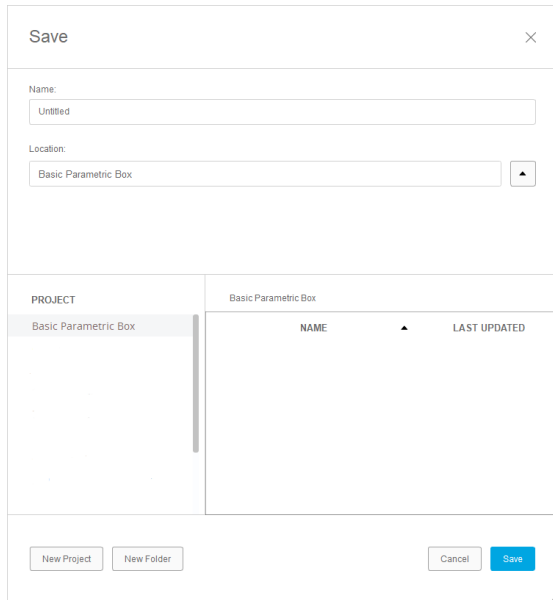 Save
Name:
Untitled
Location:
Basic Parametric Box
PROJECT
Basic Parametric Box
Basic Parametric Box
NAME
LAST UPDATED
New Project
New Folder
Cancel
Save